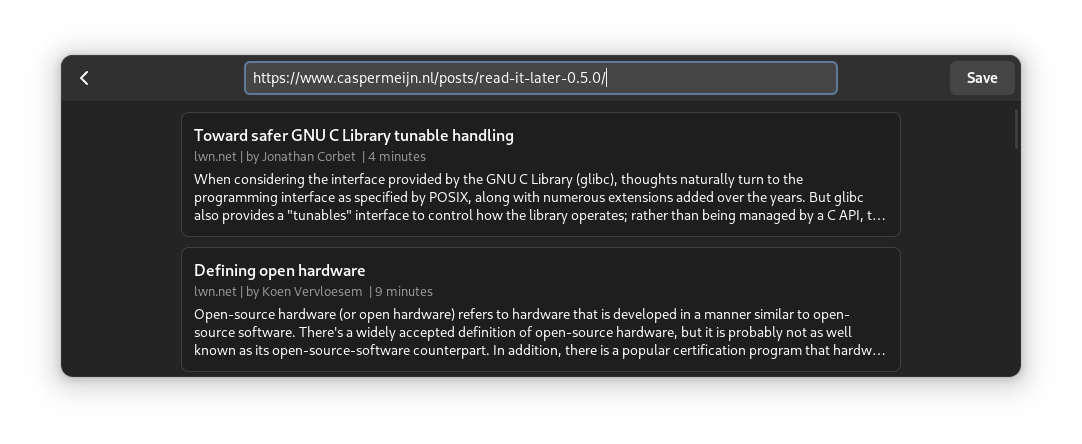 https://www.caspermeijn.nl/posts/read-it-later-0.5.0/
Save
Toward safer GNU C Library tunable handling
lwn.net | by Jonathan Corbet | 4 minutes
When considering the interface provided by the GNU C Library (glibc), thoughts naturally turn to the
programming interface as specified by POSIX, along with numerous extensions added over the years. But glibc
also provides a "tunables" interface to control how the library operates; rather than being managed by a C API, t…
Defining open hardware
lwn.net | by Koen Vervloesem | 9 minutes
Open-source hardware (or open hardware) refers to hardware that is developed in a manner similar to open-
source software. There's a widely accepted definition of open-source hardware, but it is probably not as well
known as its open-source-software counterpart. In addition, there is a popular certification program that hardw…